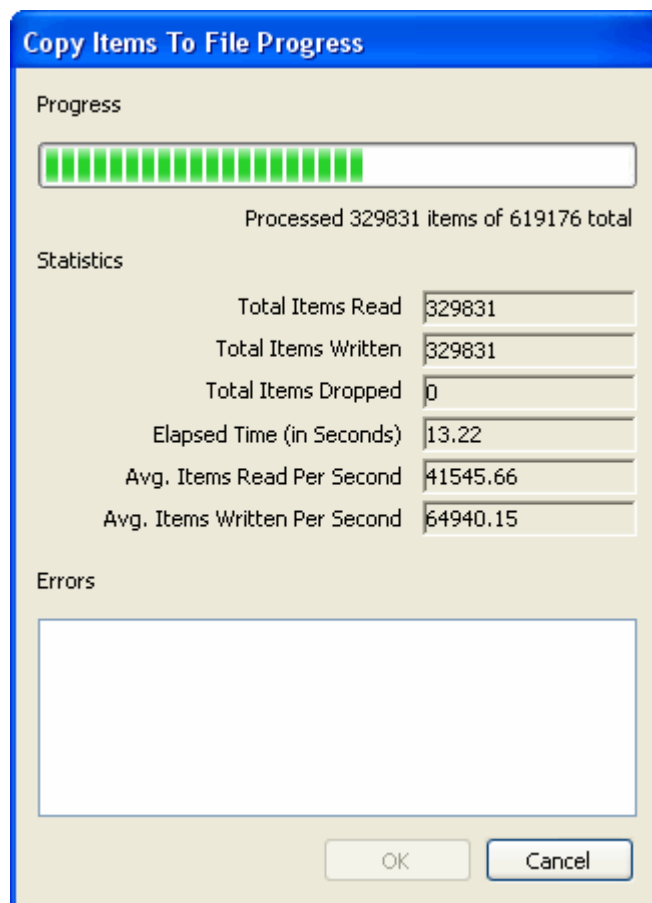 Copy Items To File Progress
Progress
Processed 329831 items of 619176 total
Statistics
Total Items Read 329831
Total Items Written 329831
Total Items Dropped 0
Elapsed Time (in Seconds) 13.22
Avg. Items Read Per Second 41545.66
Avg. Items Written Per Second 64940.15
Errors
OK Cancel